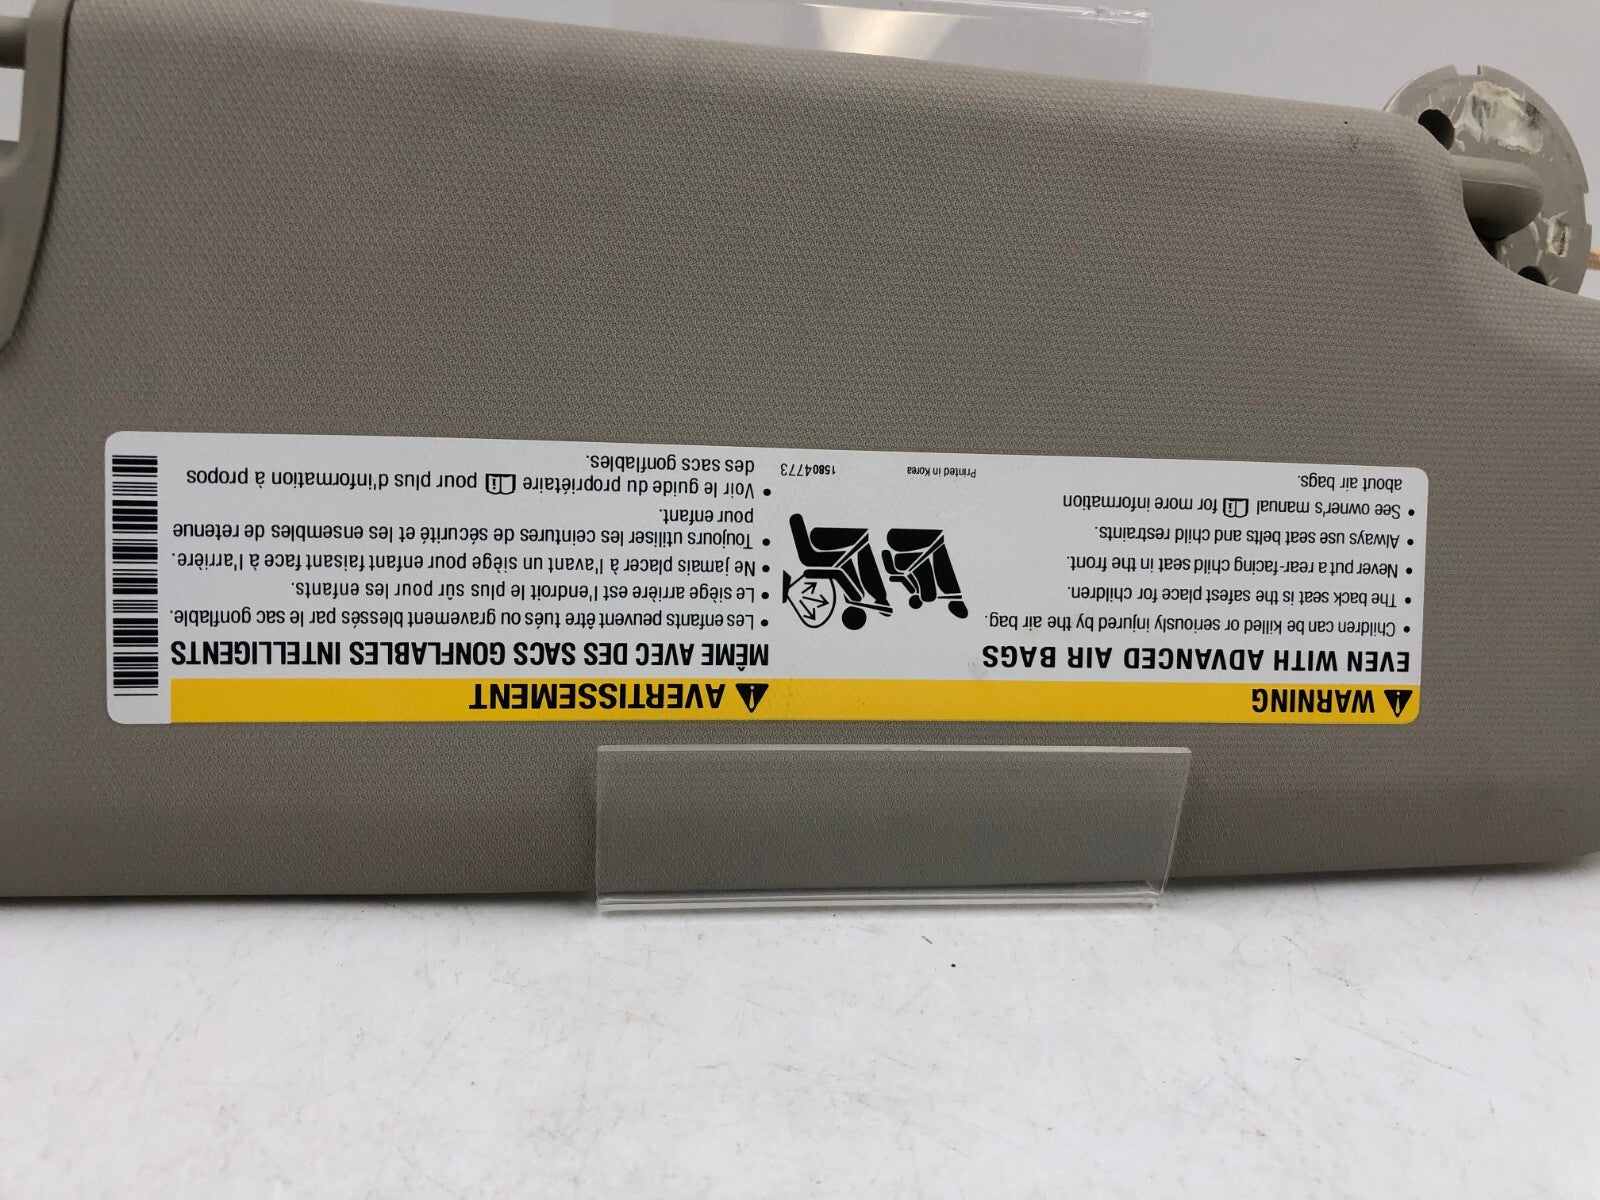 WARNING
EVEN WITH ADVANCED AIR BAGS
• Children can be killed or seriously injured by the air bag.
• The back seat is the safest place for children.
• Never put a rear-facing child seat in the front.
• Always use seat belts and child restraints.
• See owner's manual for more information
about air bags.
Printed in Korea
15804773
AVERTISSEMENT
MÊME AVEC DES SACS GONFLABLES INTELLIGENTS
• Les enfants peuvent être tués ou gravement blessés par le sac gonflable.
• Le siège arrière est l'endroit le plus sûr pour les enfants.
• Ne jamais placer à l'avant un siège pour enfant faisant face à l'arrière.
• Toujours utiliser les ceintures de sécurité et les ensembles de retenue
pour enfant.
• Voir le guide du propriétaire pour plus d'information à propos
des sacs gonflables.